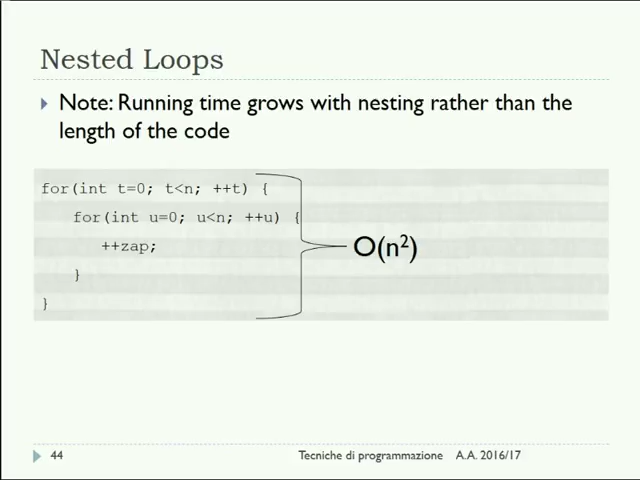 Nested Loops
Note: Running time grows with nesting rather than the
length of the code
for(int t=0; t<n; ++t) {
for(int u=0; u<n; ++u) {
++zap;
}
}
O(n²)
44
Tecniche di programmazione A.A. 2016/17